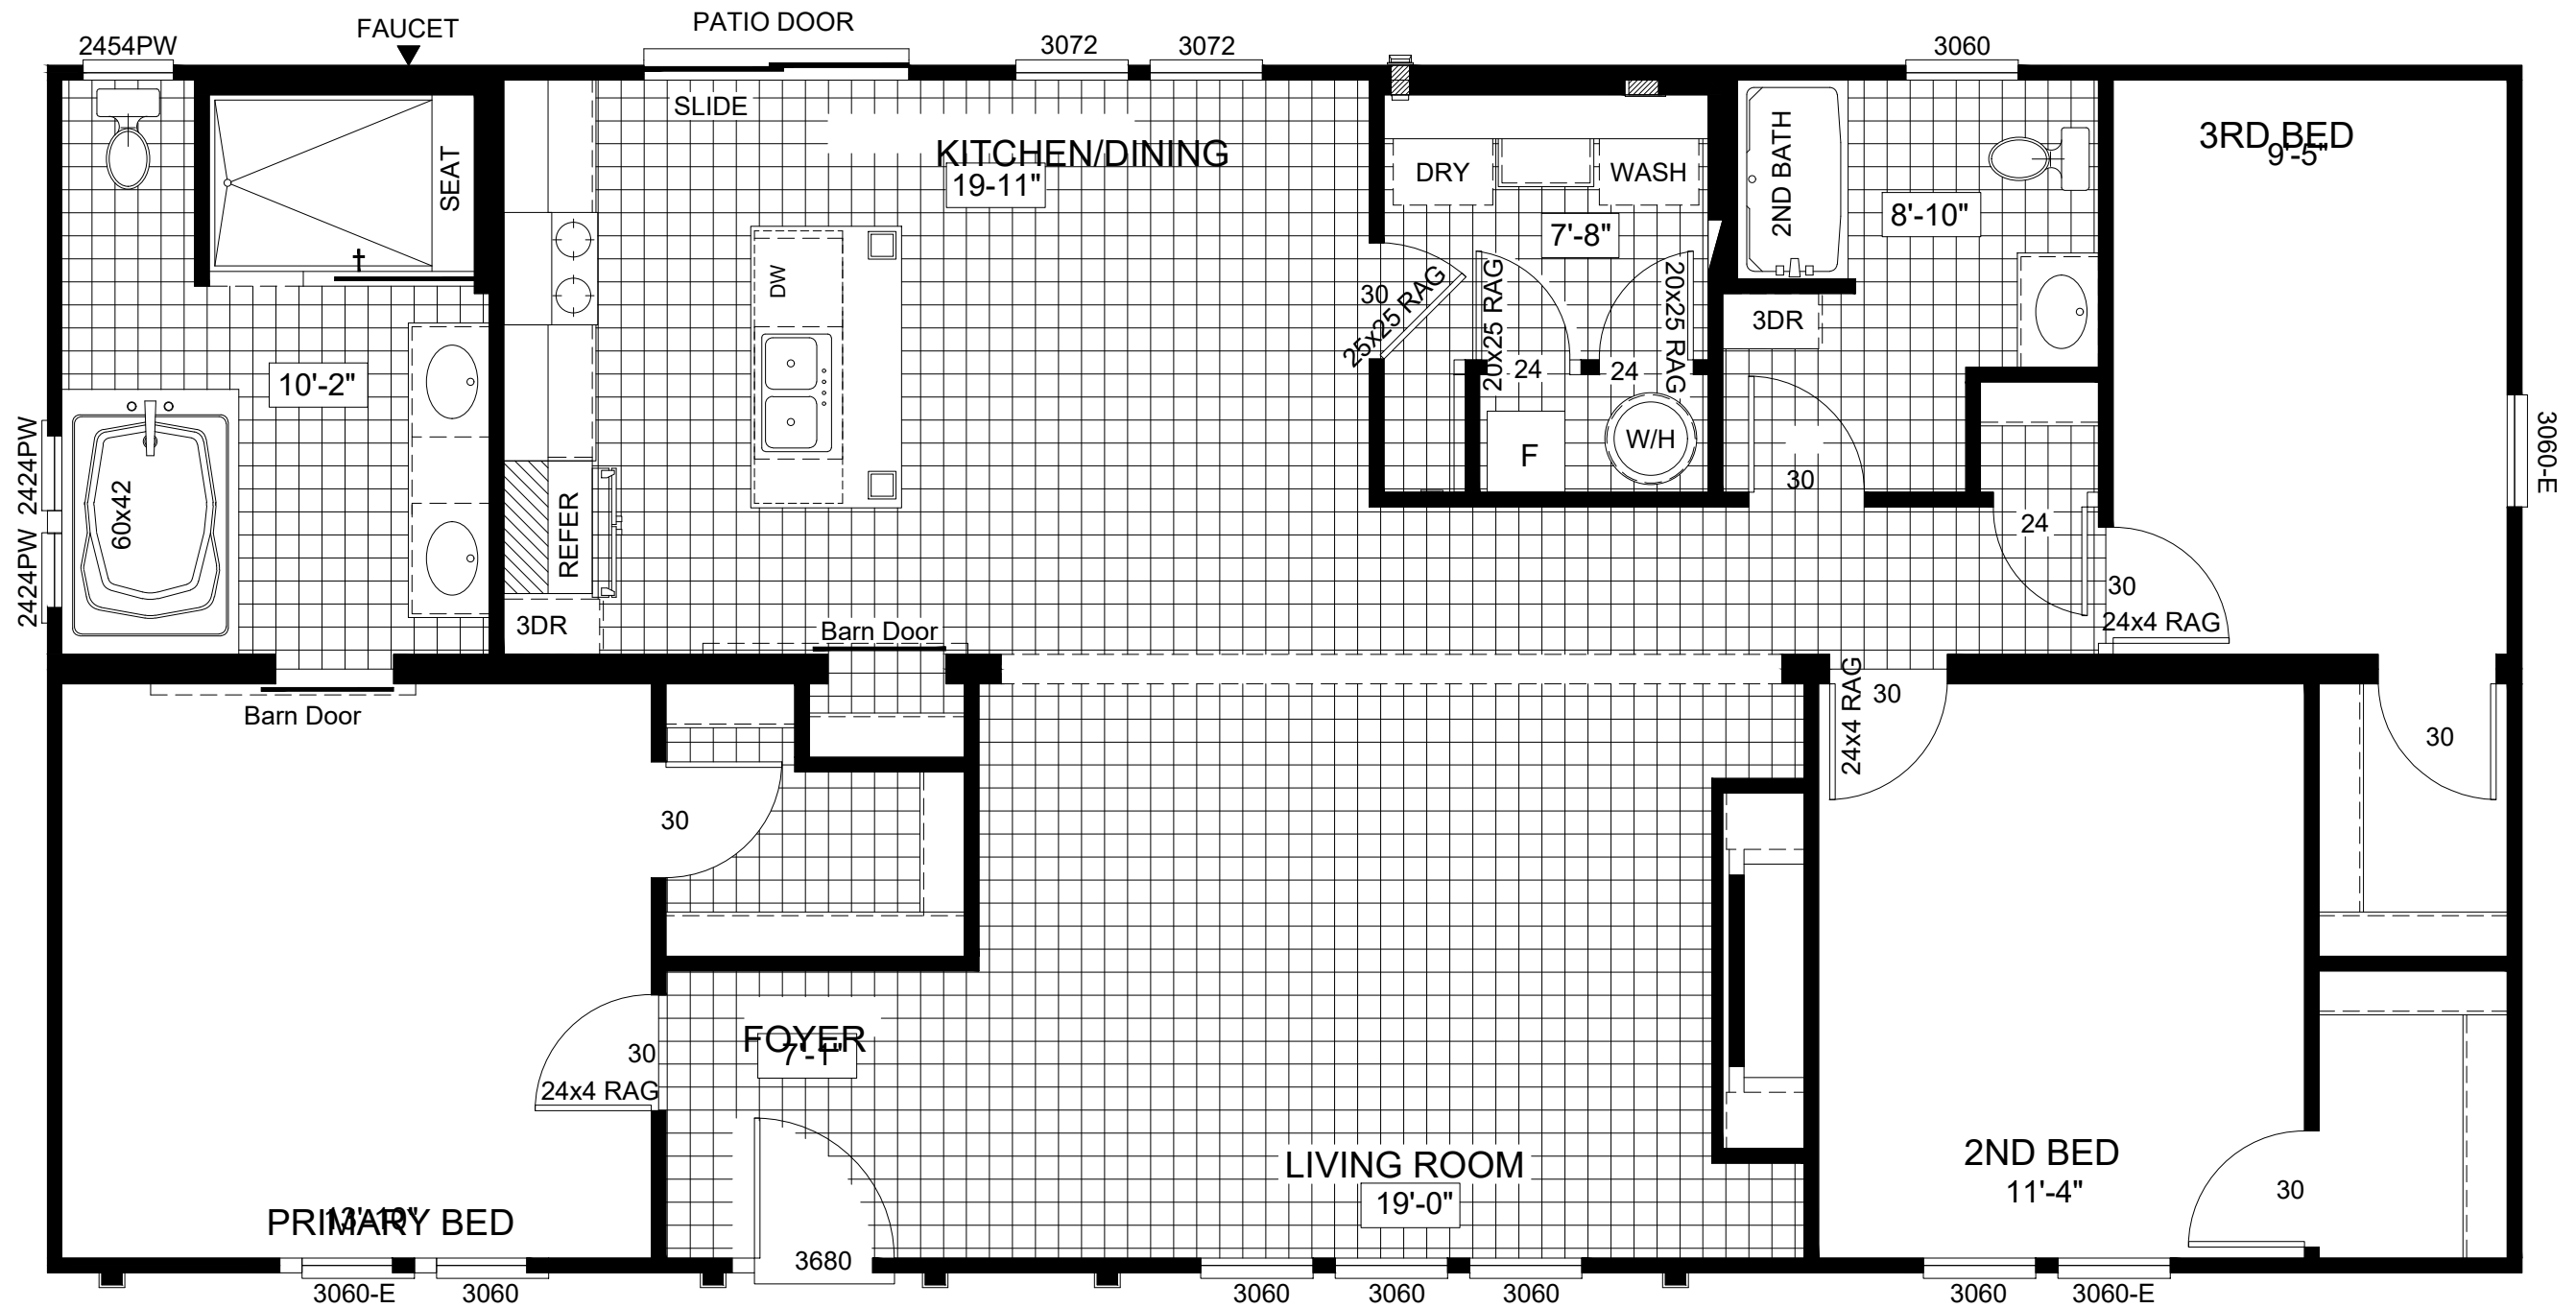 PATIO DOOR
FAUCET
2454PW
3072
3072
3060
SLIDE
KITCHEN/DINING
19-11"
3RD BED
9'-5"
SEAT
DRY
WASH
2ND BATH
8'-10"
7'-8"
DW
30
25x25 RAG
20x25 RAG
20x25 RAG
24
24
3DR
10'-2"
2424PW
2424PW
60x42
REFER
3DR
F
W/H
30
24
3060-E
30
24x4 RAG
Barn Door
Barn Door
24x4 RAG
30
30
30
FOYER
7'-1"
30
24x4 RAG
LIVING ROOM
19'-0"
2ND BED
11'-4"
30
PRIMARY BED
13'-10"
3680
3060-E
3060
3060
3060
3060
3060
3060-E